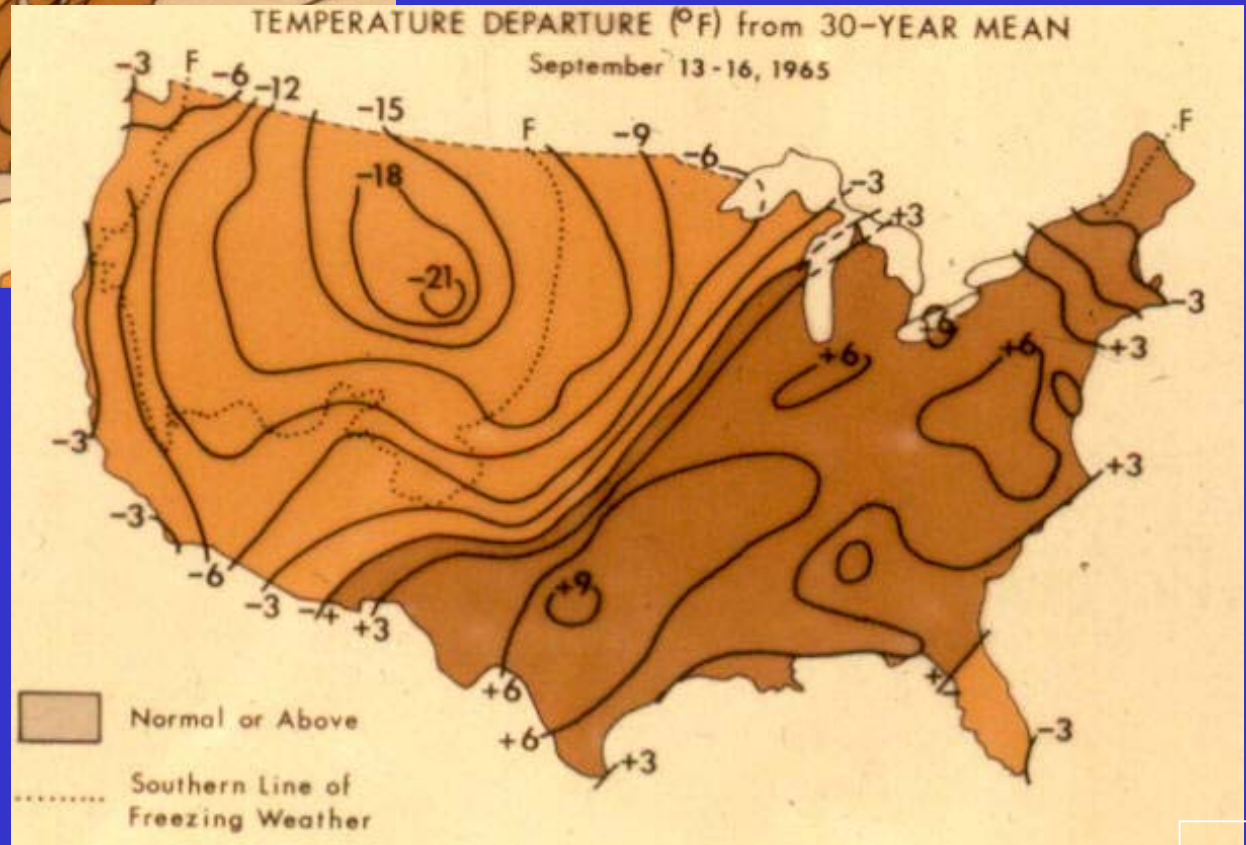 TEMPERATURE DEPARTURE (°F) from 30-YEAR MEAN
September 13-16, 1965
-3 F -6 -12 -15 F -9 -6
F
-18
-3
+3
-21
-3
+6 +6 +3
-3
+3
-3
-6
+9
-3 -+ +3
+6
+6
+3
-3
Normal or Above
Southern Line of
Freezing Weather